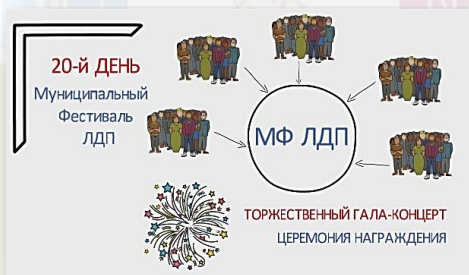 20-й ДЕНЬ
Муниципальный
Фестиваль
ЛДП
МФ ЛДП
ТОРЖЕСТВЕННЫЙ ГАЛА-КОНЦЕРТ
ЦЕРЕМОНИЯ НАГРАЖДЕНИЯ